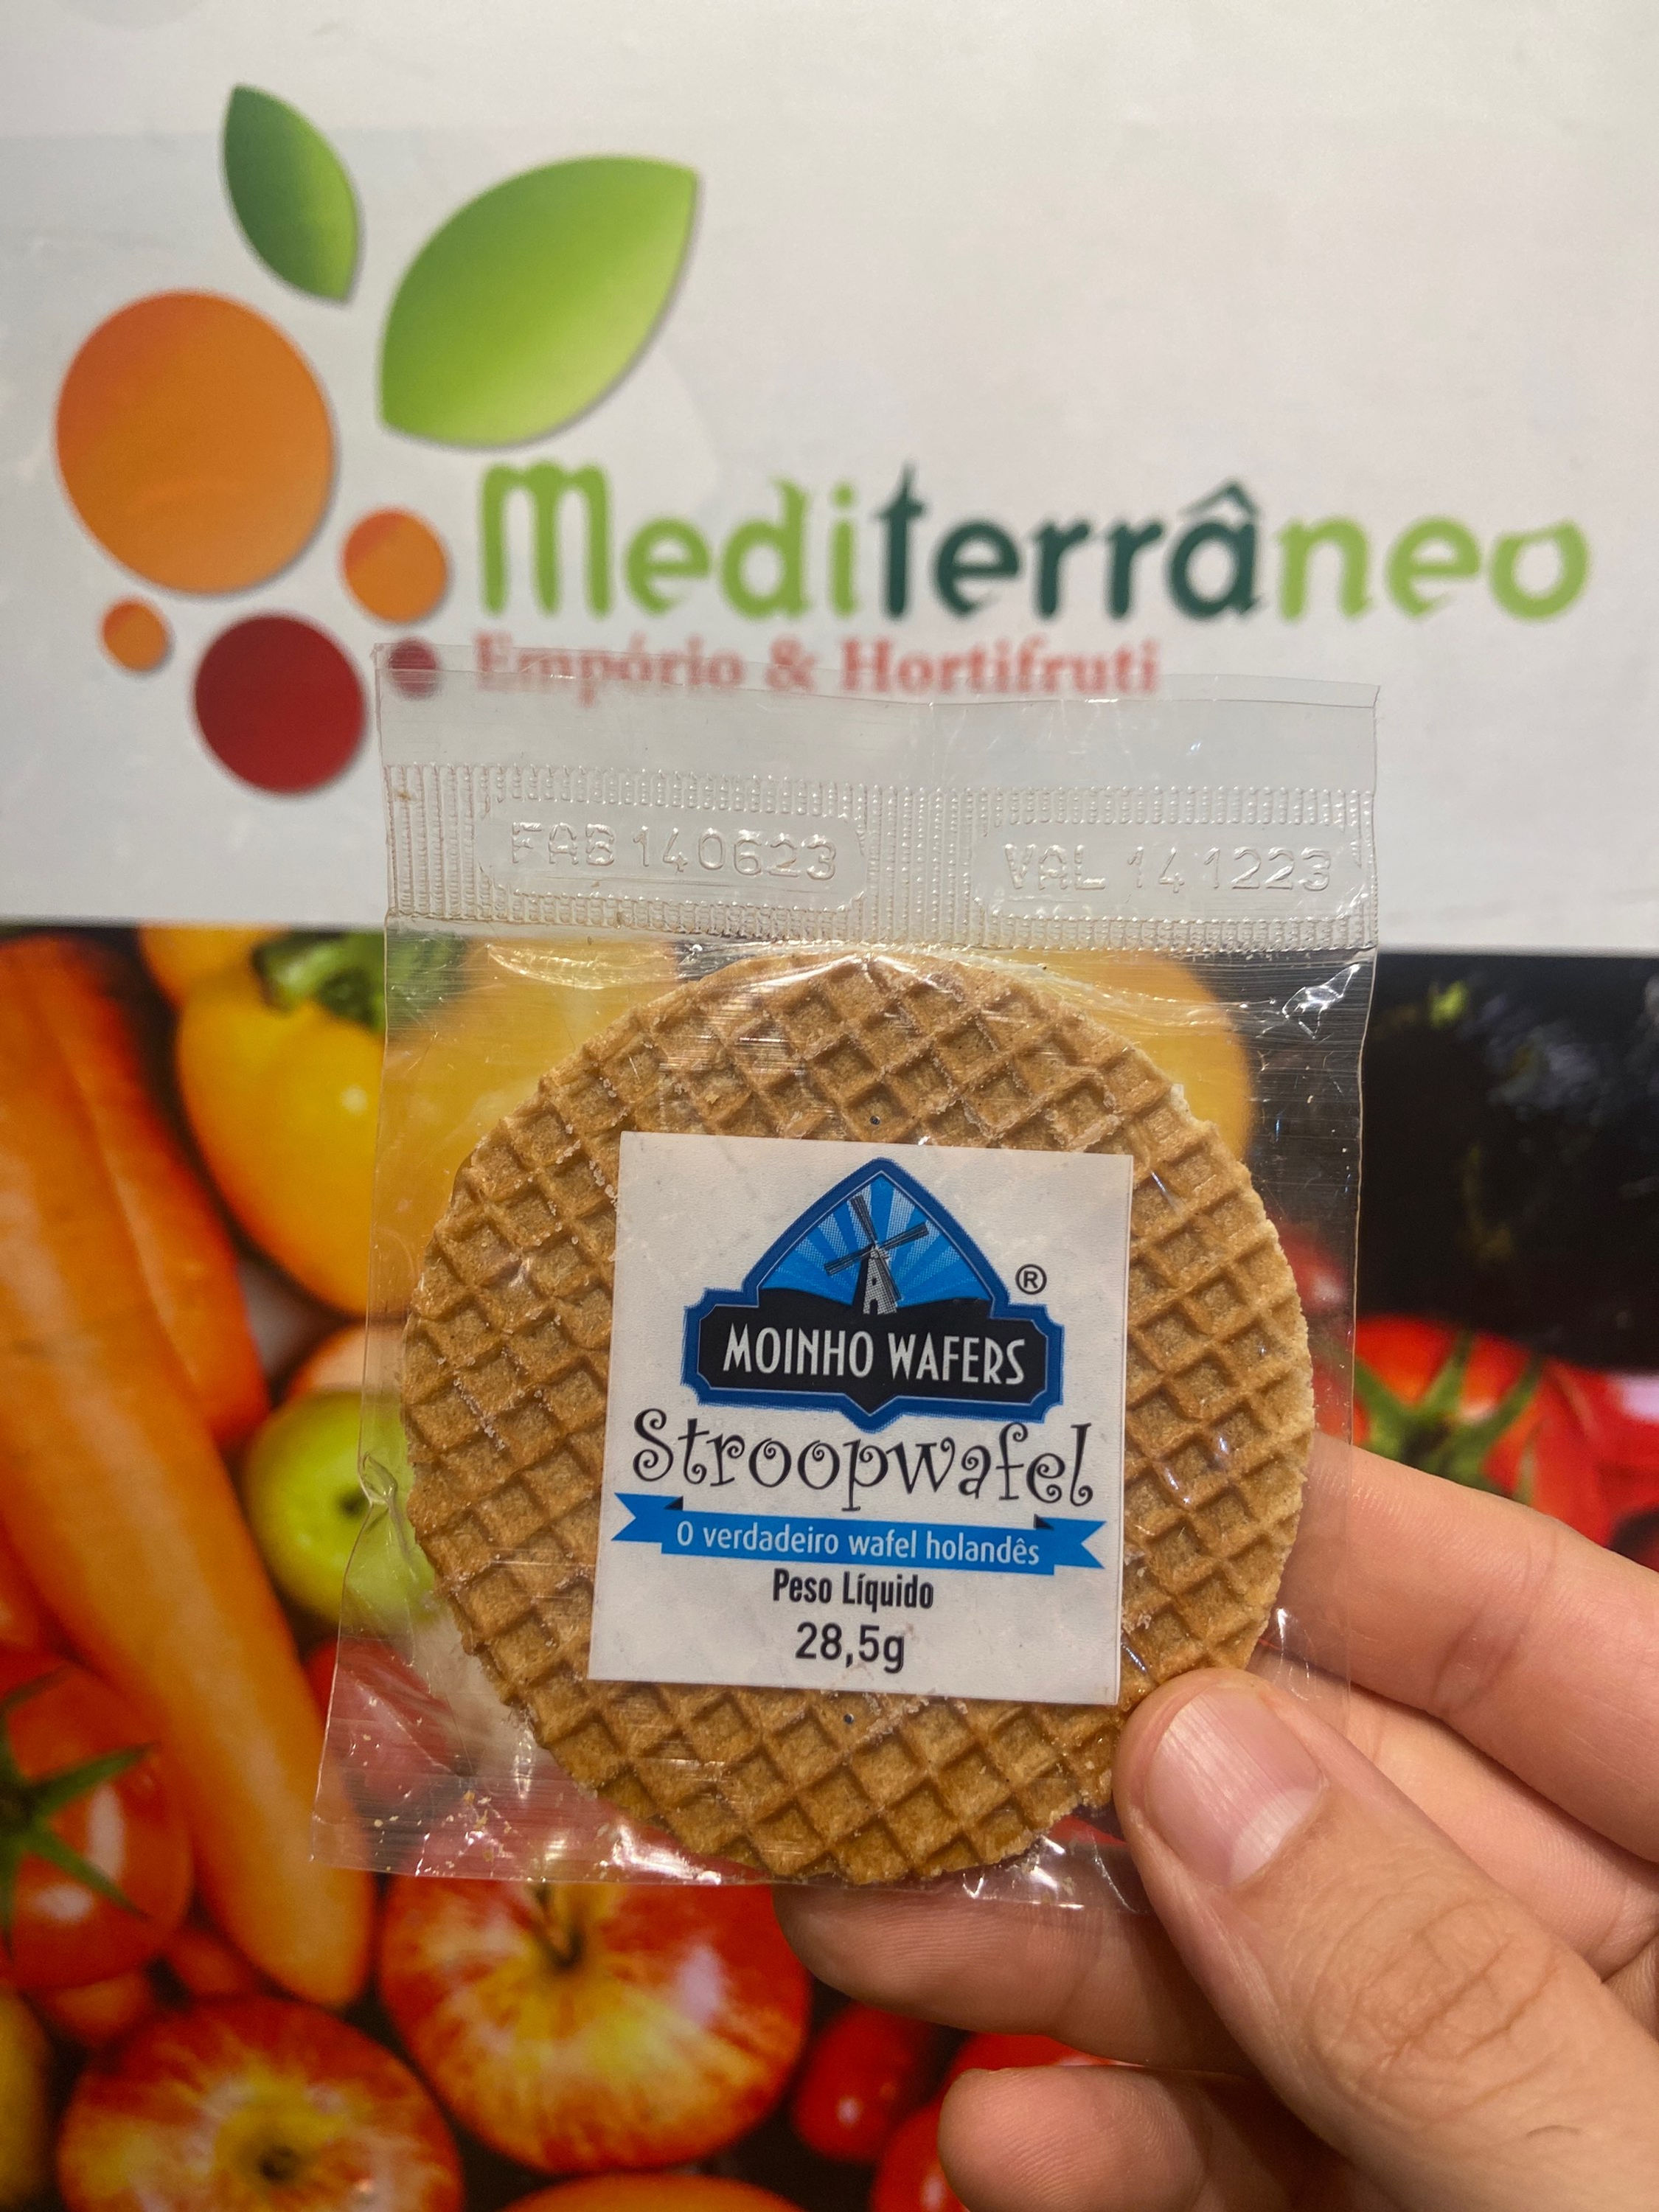 Mediterrâneo
Empório & Hortifruti
FAB 140623 VAL 141223
MOINHO WAFERS ®
Stroopwafel
O verdadeiro wafel holandês
Peso Líquido
28,5g